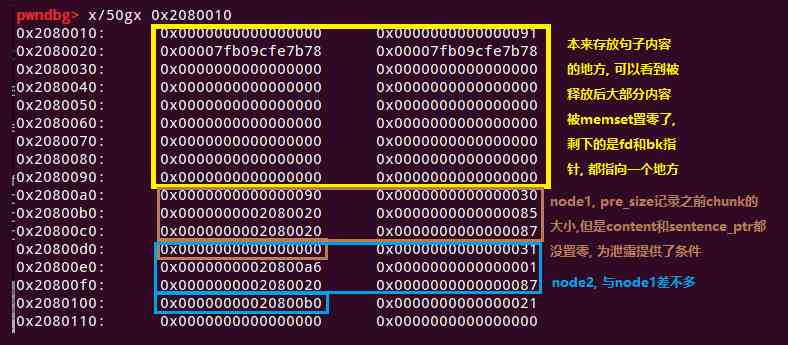 pwndbg> x/50gx 0x2080010
0x2080010: 0x0000000000000000 0x0000000000000091
0x2080020: 0x00007fb09cfe7b78 0x00007fb09cfe7b78
0x2080030: 0x0000000000000000 0x0000000000000000
0x2080040: 0x0000000000000000 0x0000000000000000
0x2080050: 0x0000000000000000 0x0000000000000000
0x2080060: 0x0000000000000000 0x0000000000000000
0x2080070: 0x0000000000000000 0x0000000000000000
0x2080080: 0x0000000000000000 0x0000000000000000
0x2080090: 0x0000000000000000 0x0000000000000000
0x20800a0: 0x0000000000000090 0x0000000000000030
0x20800b0: 0x0000000002080020 0x0000000000000085
0x20800c0: 0x0000000002080020 0x0000000000000087
0x20800d0: 0x0000000000000000 0x0000000000000031
0x20800e0: 0x00000000020800a6 0x0000000000000001
0x20800f0: 0x0000000002080020 0x0000000000000087
0x2080100: 0x00000000020800b0 0x0000000000000021
0x2080110: 0x0000000000000000 0x0000000000000000
本来存放句子内容
的地方, 可以看到被
释放后大部分内容
被memset置零了,
剩下的是fd和bk指
针, 都指向一个地方
node1, pre_size记录之前chunk的
大小,但是content和sentence_ptr都
没置零, 为泄露提供了条件
node2, 与node1差不多